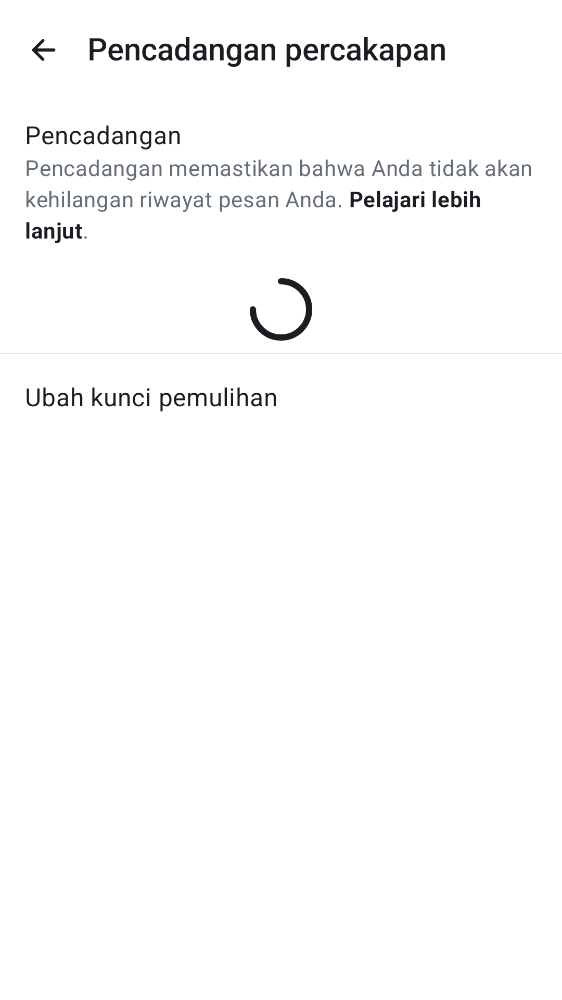 Pencadangan percakapan
Pencadangan
Pencadangan memastikan bahwa Anda tidak akan
kehilangan riwayat pesan Anda. Pelajari lebih
lanjut.
Ubah kunci pemulihan